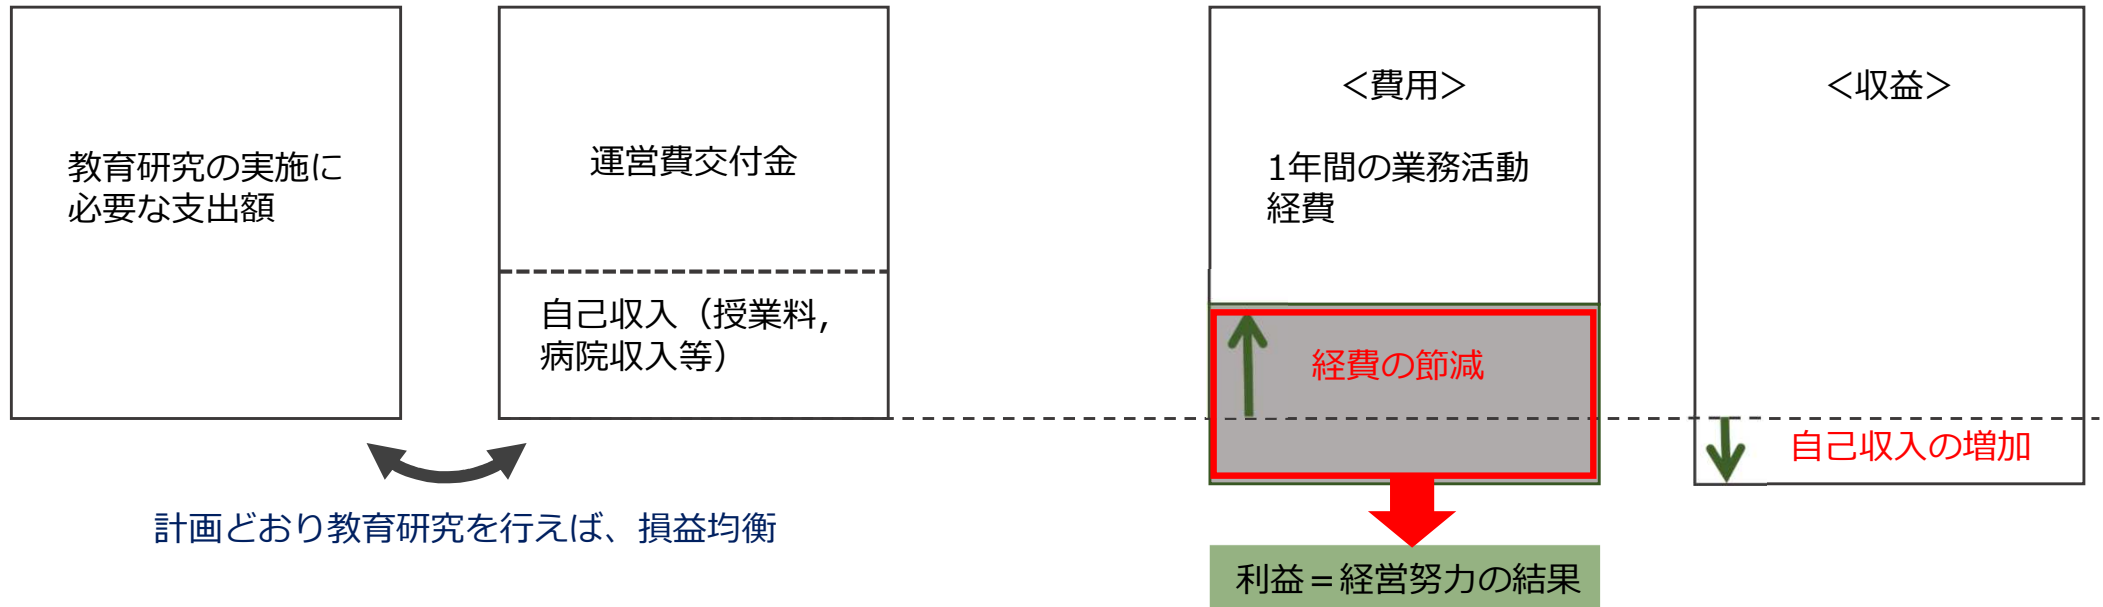 教育研究の実施に
必要な支出額
運営費交付金
自己収入（授業料,
病院収入等）
計画どおり教育研究を行えば、損益均衡
＜費用＞
1年間の業務活動
経費
経費の節減
利益＝経営努力の結果
＜収益＞
自己収入の増加